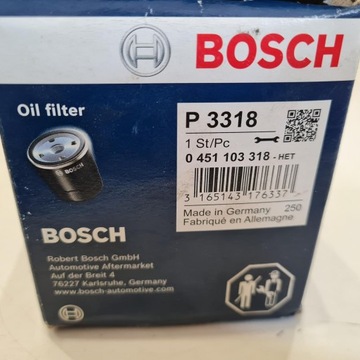 BOSCH
Oil filter
P 3318
1 St/Pc
0 451 103 318 - HET
3 165143 176337
Made in Germany 250
Fabriqué en Allemagne
BOSCH
Robert Bosch GmbH
Automotive Aftermarket
Auf der Breit 4
76227 Karlsruhe, Germany
www.bosch-automotive.com